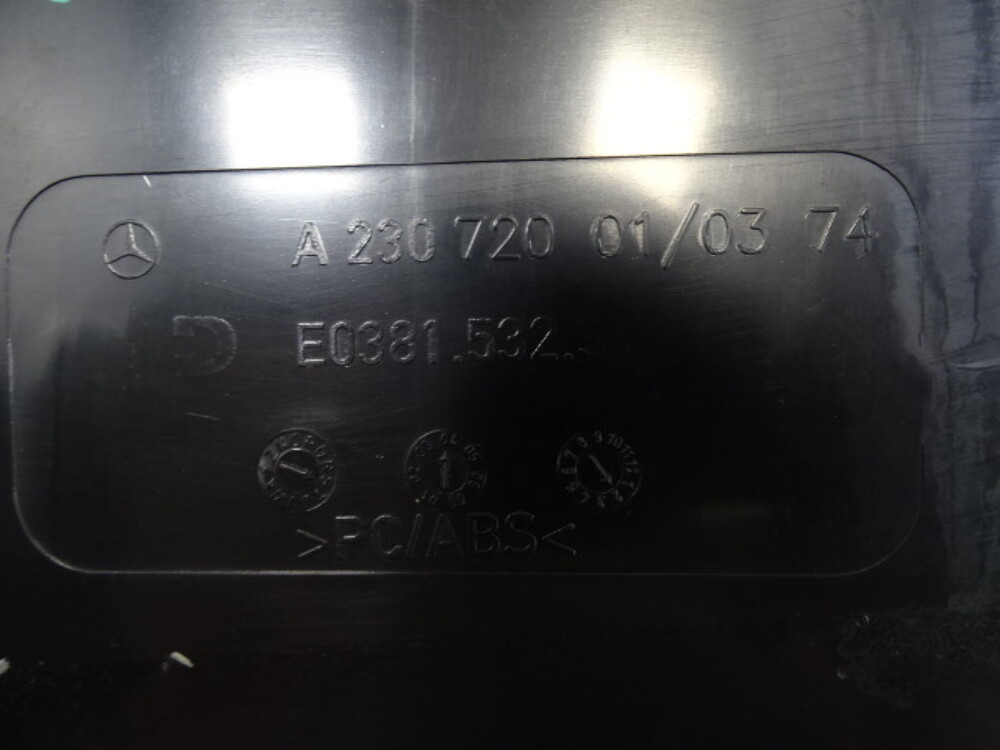 A 230 720 01/03 74
E0381.532.
>PC/ABS<